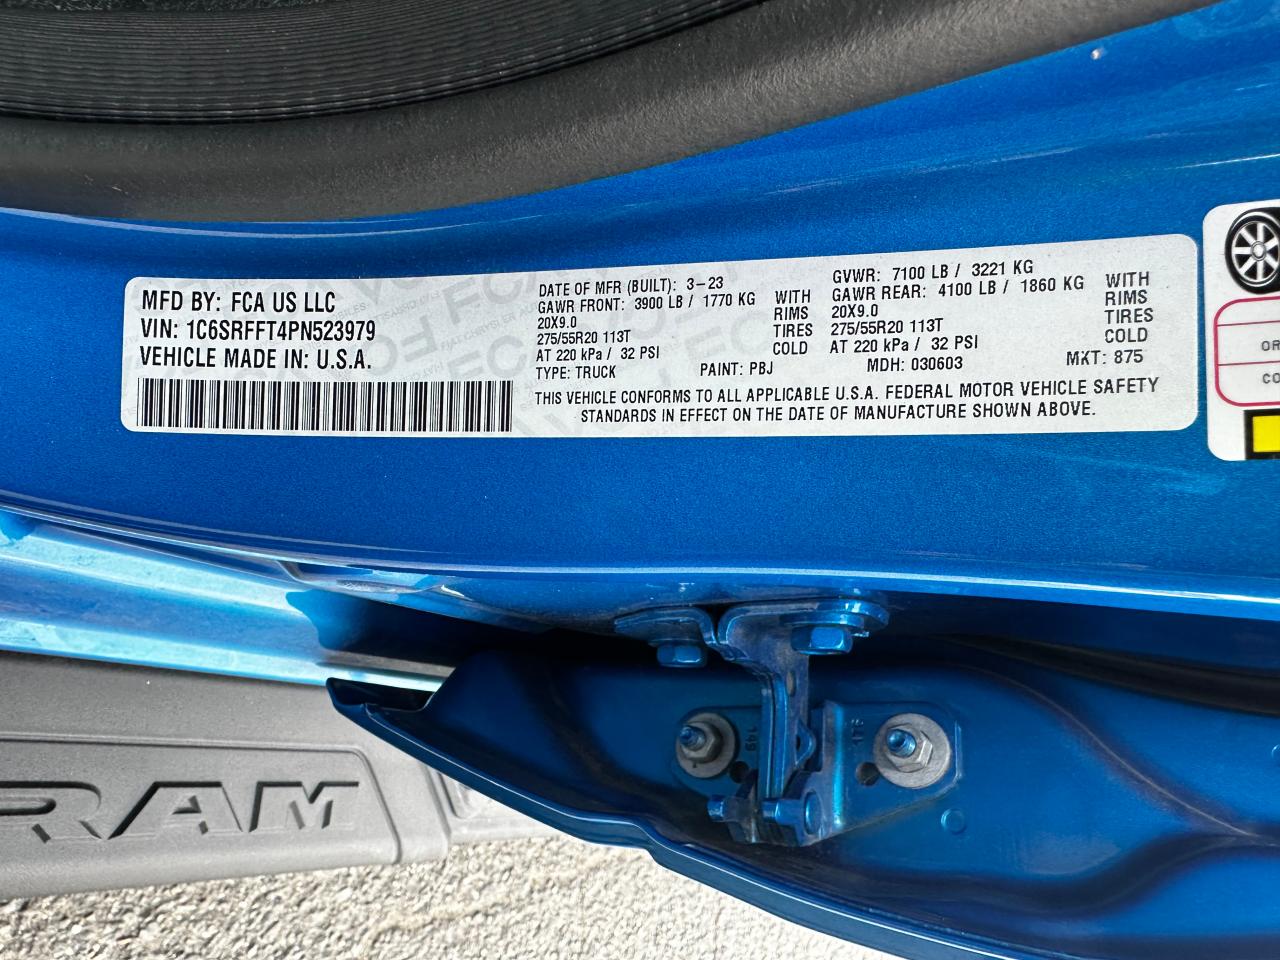 MFD BY: FCA US LLC
VIN: 1C6SRFFT4PN523979
VEHICLE MADE IN: U.S.A.
DATE OF MFR (BUILT): 3-23
GAWR FRONT: 3900 LB / 1770 KG WITH
20X9.0 RIMS
275/55R20 113T TIRES
AT 220 kPa / 32 PSI COLD
TYPE: TRUCK PAINT: PBJ
GVWR: 7100 LB / 3221 KG
GAWR REAR: 4100 LB / 1860 KG WITH
20X9.0 RIMS
275/55R20 113T TIRES
AT 220 kPa / 32 PSI COLD
MDH: 030603 MKT: 875
THIS VEHICLE CONFORMS TO ALL APPLICABLE U.S.A. FEDERAL MOTOR VEHICLE SAFETY
STANDARDS IN EFFECT ON THE DATE OF MANUFACTURE SHOWN ABOVE.
OR
CO
149
RAM